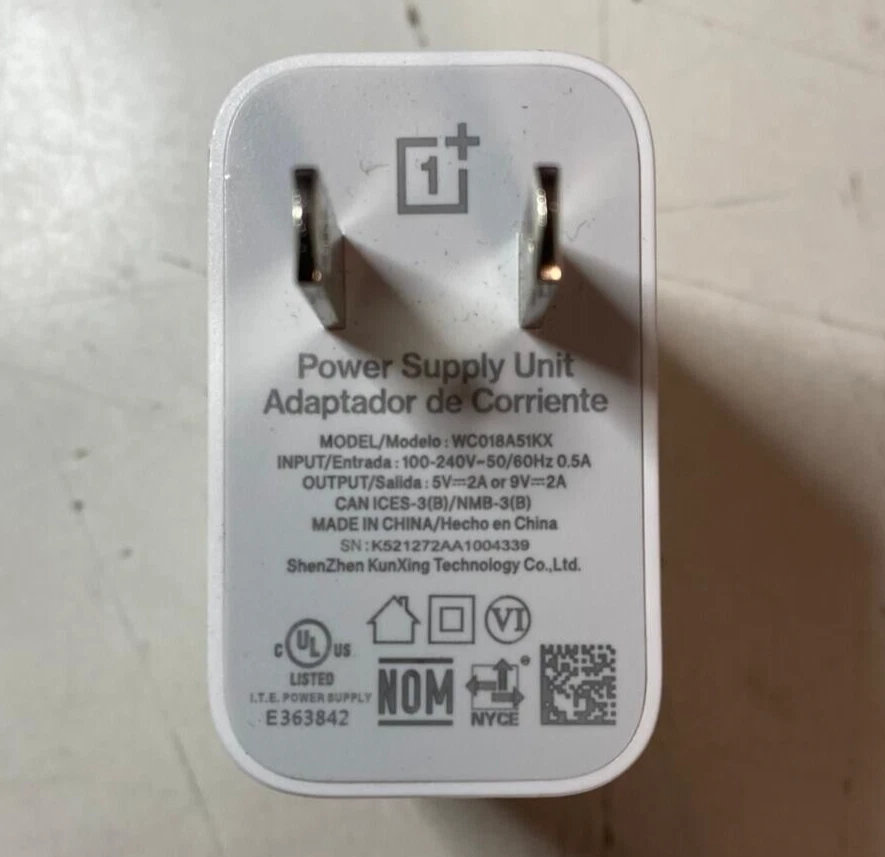 1+
Power Supply Unit
Adaptador de Corriente
MODEL/Modelo : WC018A51KX
INPUT/Entrada : 100-240V~50/60Hz 0.5A
OUTPUT/Salida : 5V⎓2A or 9V⎓2A
CAN ICES-3(B)/NMB-3(B)
MADE IN CHINA/Hecho en China
SN : K521272AA1004339
ShenZhen KunXing Technology Co.,Ltd.
VI
C UL US
LISTED
I.T.E. POWER SUPPLY
E363842
NOM
NYCE